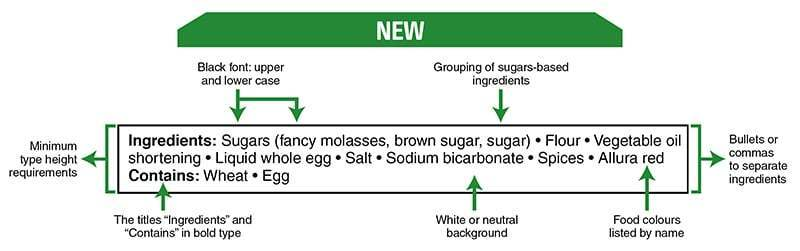 NEW
Black font: upper
and lower case
Grouping of sugars-based
ingredients
Minimum
type height
requirements
Ingredients: Sugars (fancy molasses, brown sugar, sugar) • Flour • Vegetable oil
shortening • Liquid whole egg • Salt • Sodium bicarbonate • Spices • Allura red
Contains: Wheat • Egg
Bullets or
commas
to separate
ingredients
The titles “Ingredients” and
“Contains” in bold type
White or neutral
background
Food colours
listed by name